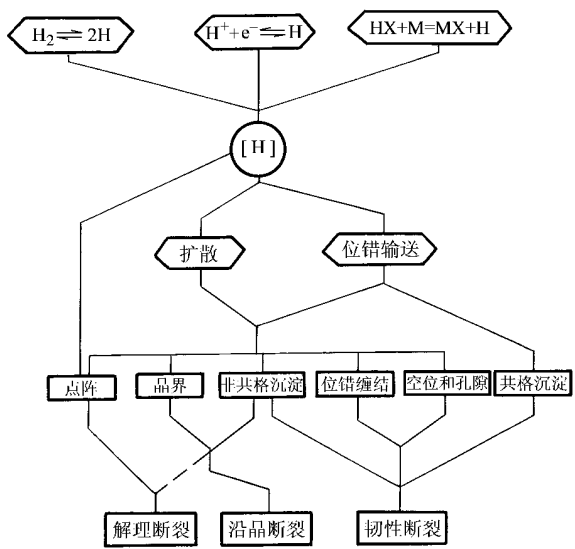 H₂⇌2H
H⁺+e⁻⇌H
HX+M=MX+H
[H]
扩散
位错输送
点阵
品界
非共格沉淀
位错缠结
空位和孔隙
共格沉淀
解理断裂
沿品断裂
韧性断裂